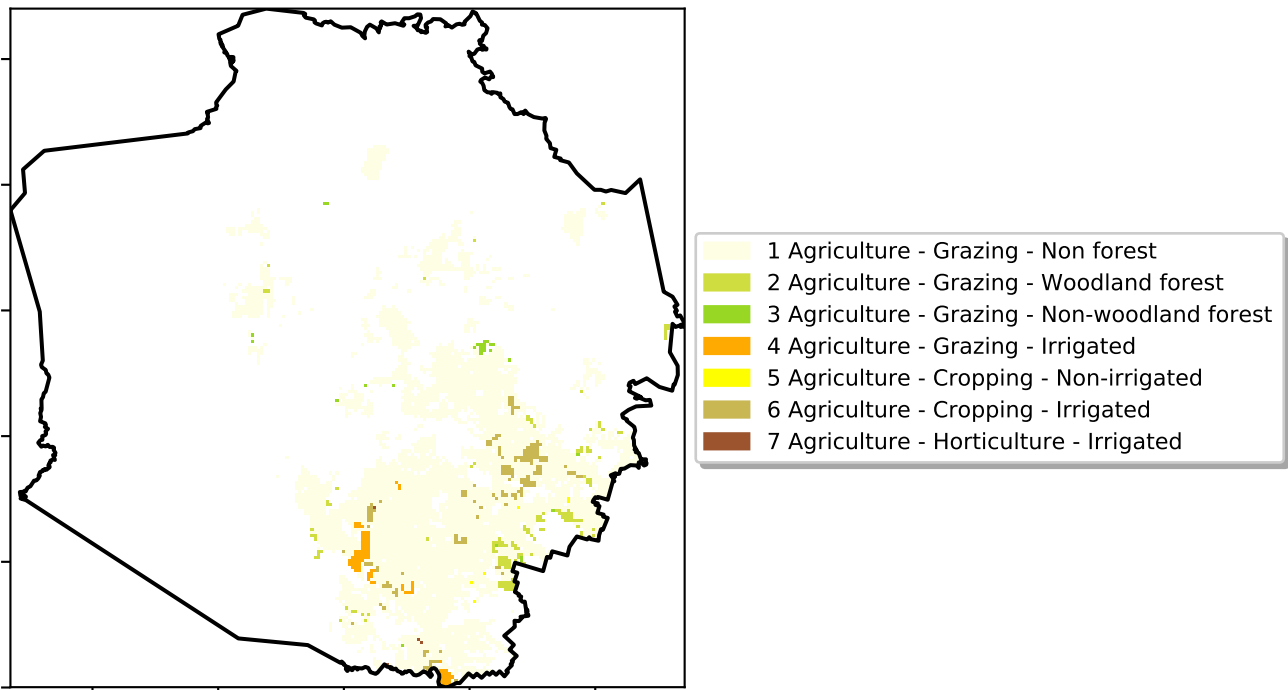 1 Agriculture - Grazing - Non forest
2 Agriculture - Grazing - Woodland forest
3 Agriculture - Grazing - Non-woodland forest
4 Agriculture - Grazing - Irrigated
5 Agriculture - Cropping - Non-irrigated
6 Agriculture - Cropping - Irrigated
7 Agriculture - Horticulture - Irrigated